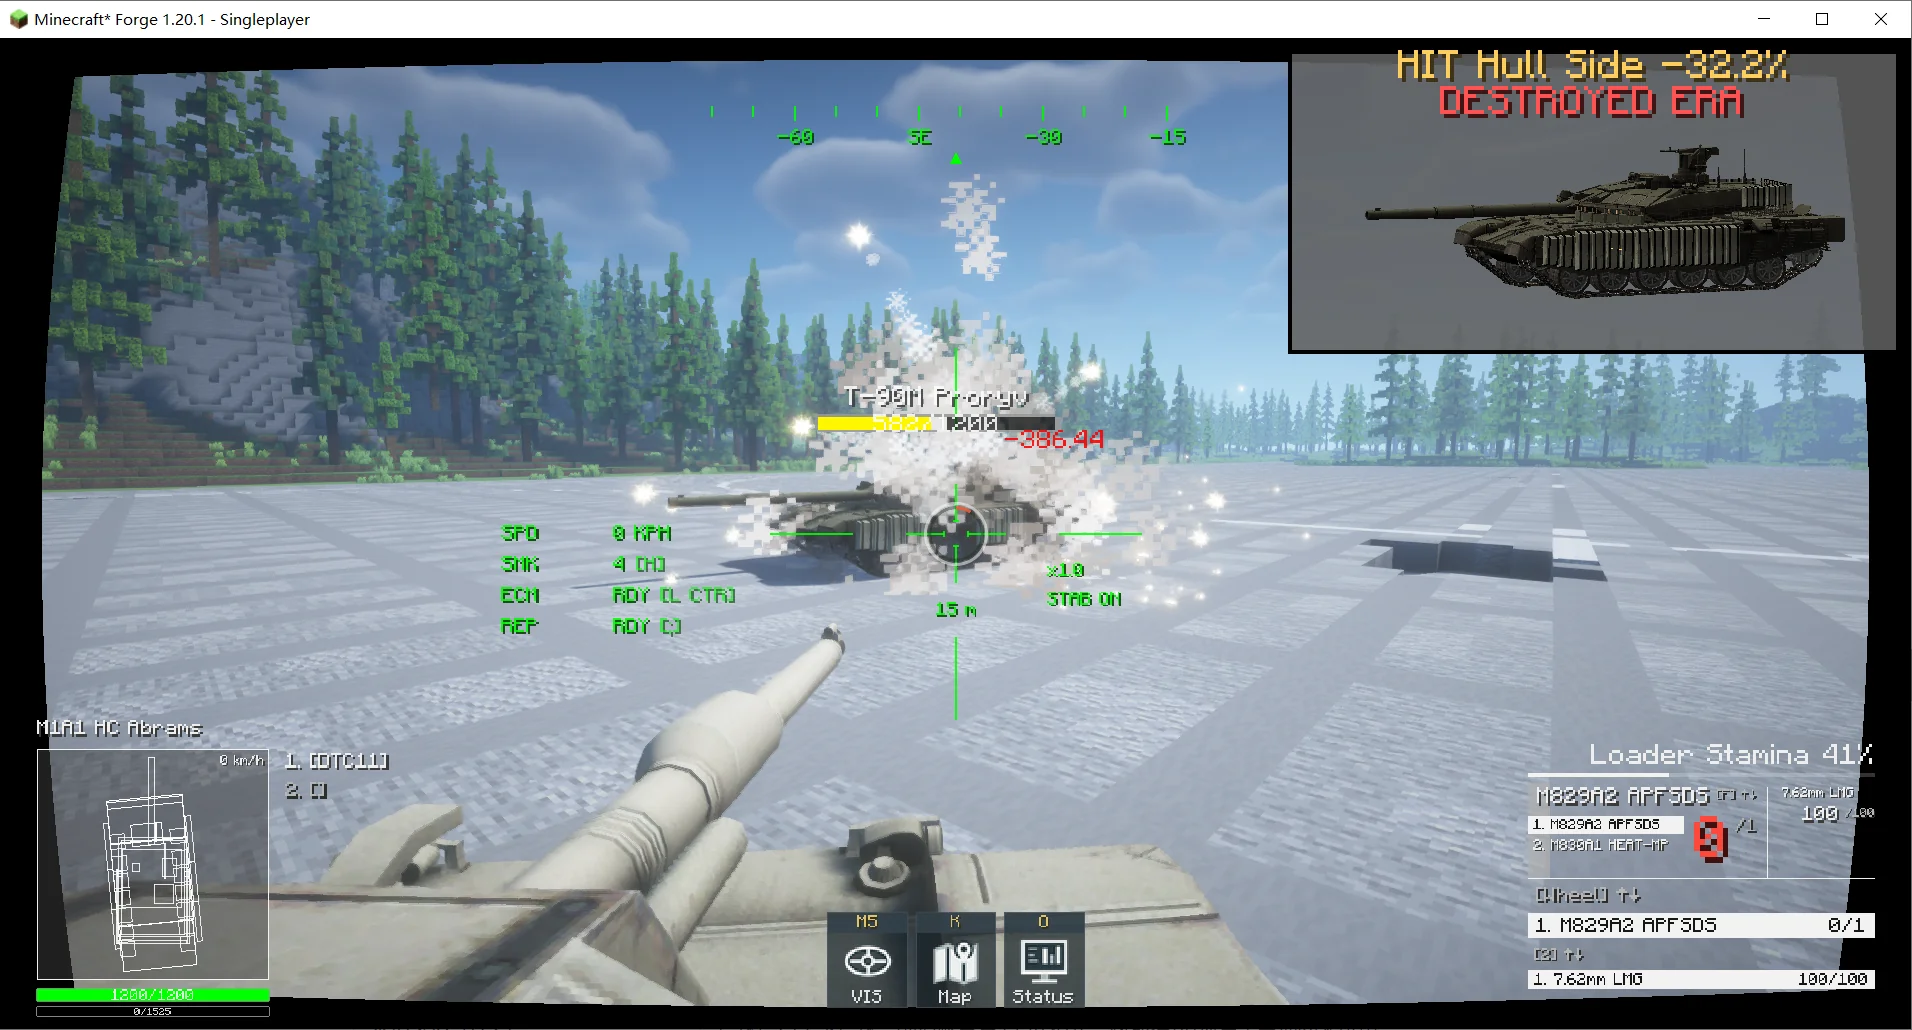 Minecraft* Forge 1.20.1 - Singleplayer
HIT Hull Side -32.2%
DESTROYED ERA
-60 SE -30 -15
T-90M Proryv
-386.44
SPD 0 KPH
SMK 4 [H]
ECM RDY [L CTR]
REP RDY [;]
x1.0
STAB ON
15 m
M1A1 HC Abrams
0 km/h
1. [DTC11]
2. []
1200/1200
0/1525
M5
VIS
K
Map
O
Status
Loader Stamina 41%
M829A2 APFSDS [F] ↑↓
1. M829A2 APFSDS
2. M830A1 HEAT-MP
0/1
7.62mm LMG
100/100
[Wheel] ↑↓
1. M829A2 APFSDS 0/1
[2] ↑↓
1. 7.62mm LMG 100/100